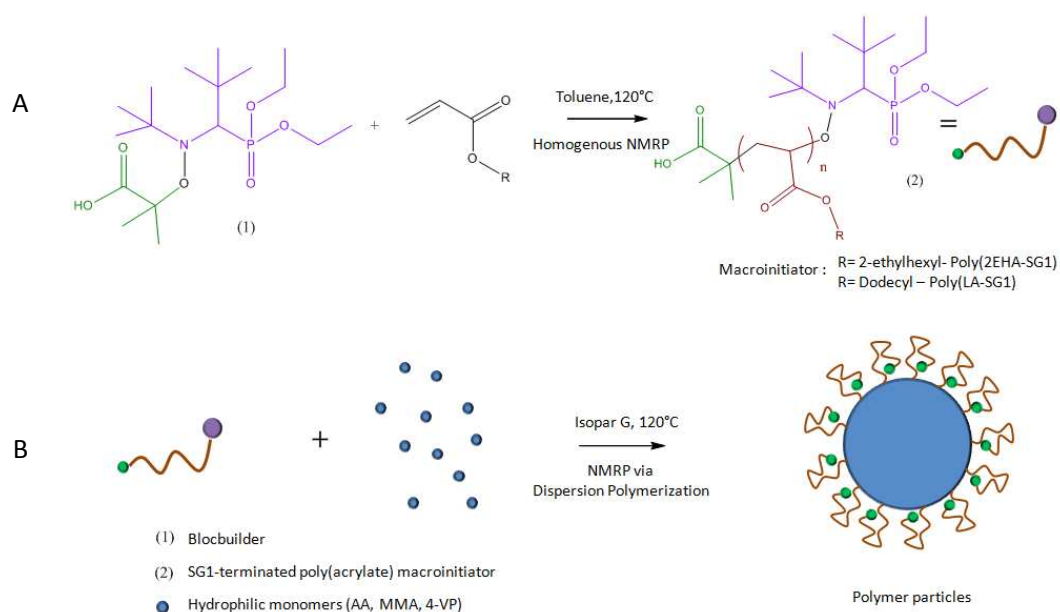 A
N
O
P
O
O
O
O
O
HO
(1)
+
O
O
R
Toluene,120°C
Homogenous NMRP
N
O
P
O
O
O
HO
O
n
O
O
R
(2)
=
Macroinitiator :
R= 2-ethylhexyl- Poly(2EHA-SG1)
R= Dodecyl – Poly(LA-SG1)
B
+
Isopar G, 120°C
NMRP via
Dispersion Polymerization
(1) Blocbuilder
(2) SG1-terminated poly(acrylate) macroinitiator
Hydrophilic monomers (AA, MMA, 4-VP)
Polymer particles